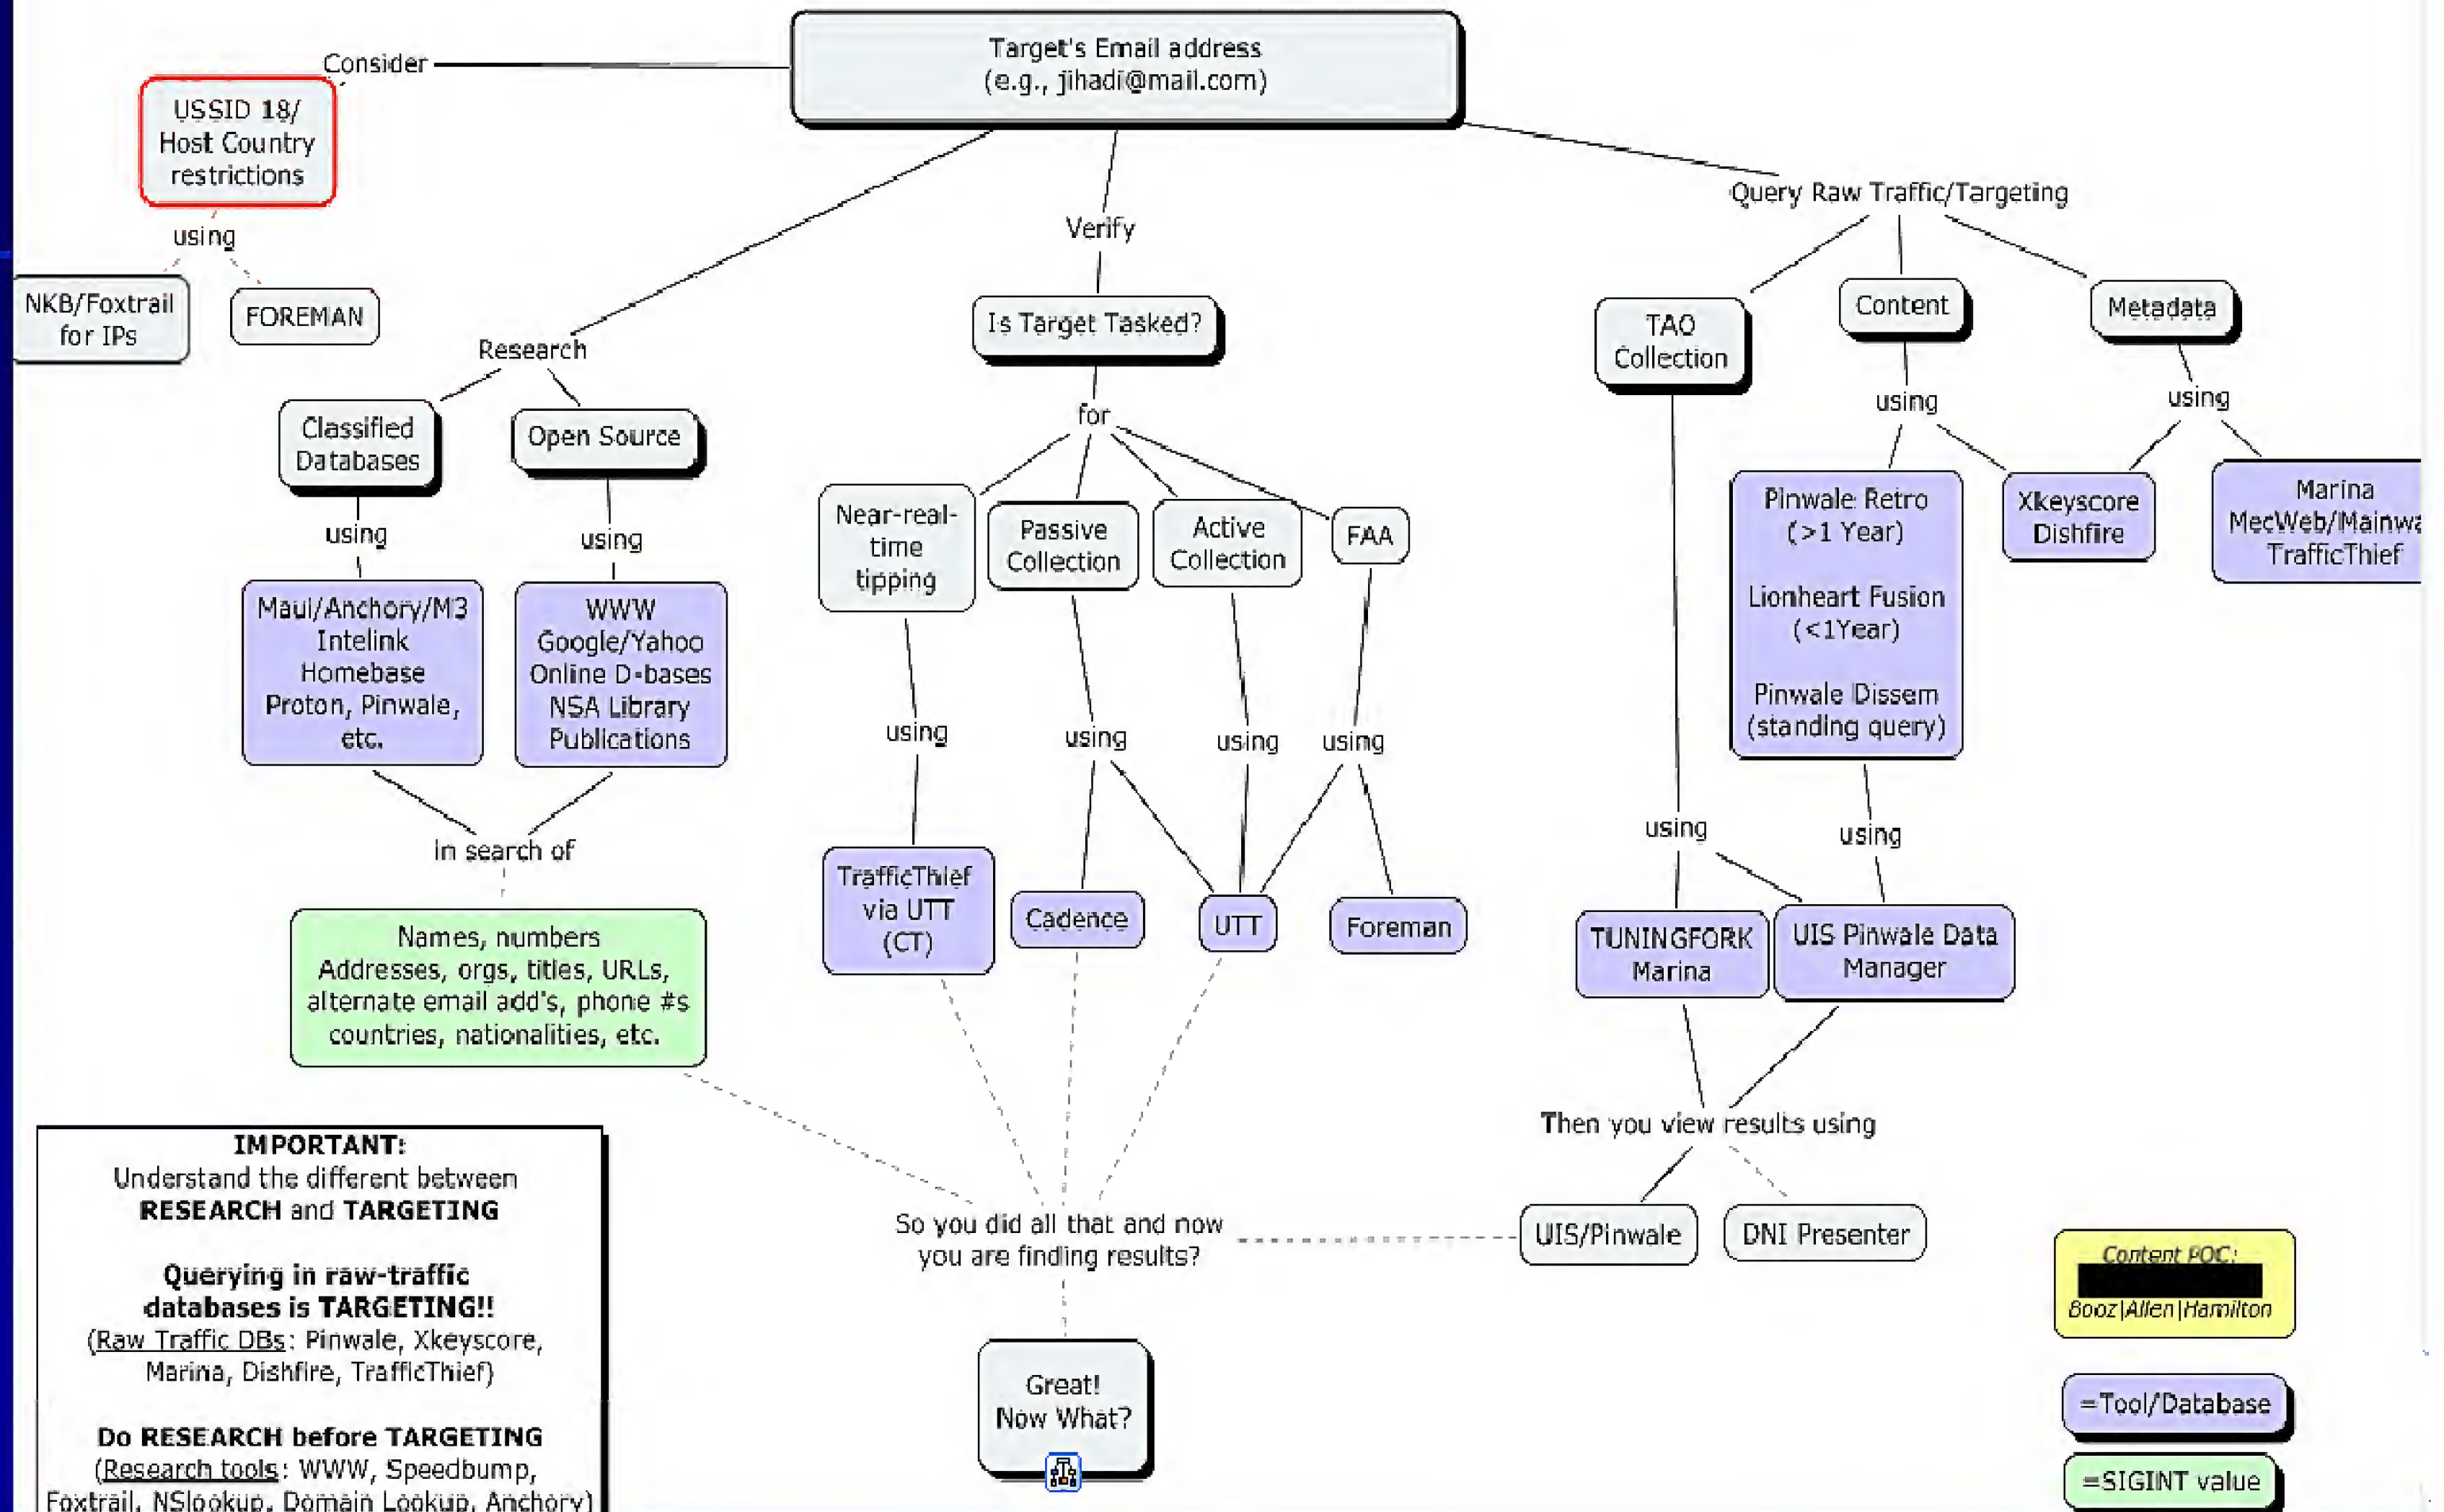 Target's Email address
(e.g., jihadi@mail.com)
Consider
USSID 18/
Host Country
restrictions
using
NKB/Foxtrail
for IPs
FOREMAN
Research
Classified
Databases
using
Maui/Anchory/M3
Intelink
Homebase
Proton, Pinwale,
etc.
Open Source
using
WWW
Google/Yahoo
Online D-bases
NSA Library
Publications
in search of
Names, numbers
Addresses, orgs, titles, URLs,
alternate email add's, phone #s
countries, nationalities, etc.
Verify
Is Target Tasked?
for
Near-real-
time
tipping
using
TrafficThief
via UTT
(CT)
Passive
Collection
using
Cadence
Active
Collection
using
UTT
FAA
using
Foreman
Query Raw Traffic/Targeting
TAO
Collection
using
TUNINGFORK
Marina
Content
using
Pinwale Retro
(>1 Year)
Lionheart Fusion
(<1Year)
Pinwale Dissem
(standing query)
using
UIS Pinwale Data
Manager
Metadata
using
Xkeyscore
Dishfire
Marina
MecWeb/Mainwa
TrafficThief
Then you view results using
UIS/Pinwale
DNI Presenter
So you did all that and now
you are finding results?
Great!
Now What?
IMPORTANT:
Understand the different between
RESEARCH and TARGETING
Querying in raw-traffic
databases is TARGETING!!
(Raw Traffic DBs: Pinwale, Xkeyscore,
Marina, Dishfire, TrafficThief)
Do RESEARCH before TARGETING
(Research tools: WWW, Speedbump,
Foxtrail, NSlookup, Domain Lookup, Anchory)
Content POC:
Booz|Allen|Hamilton
=Tool/Database
=SIGINT value